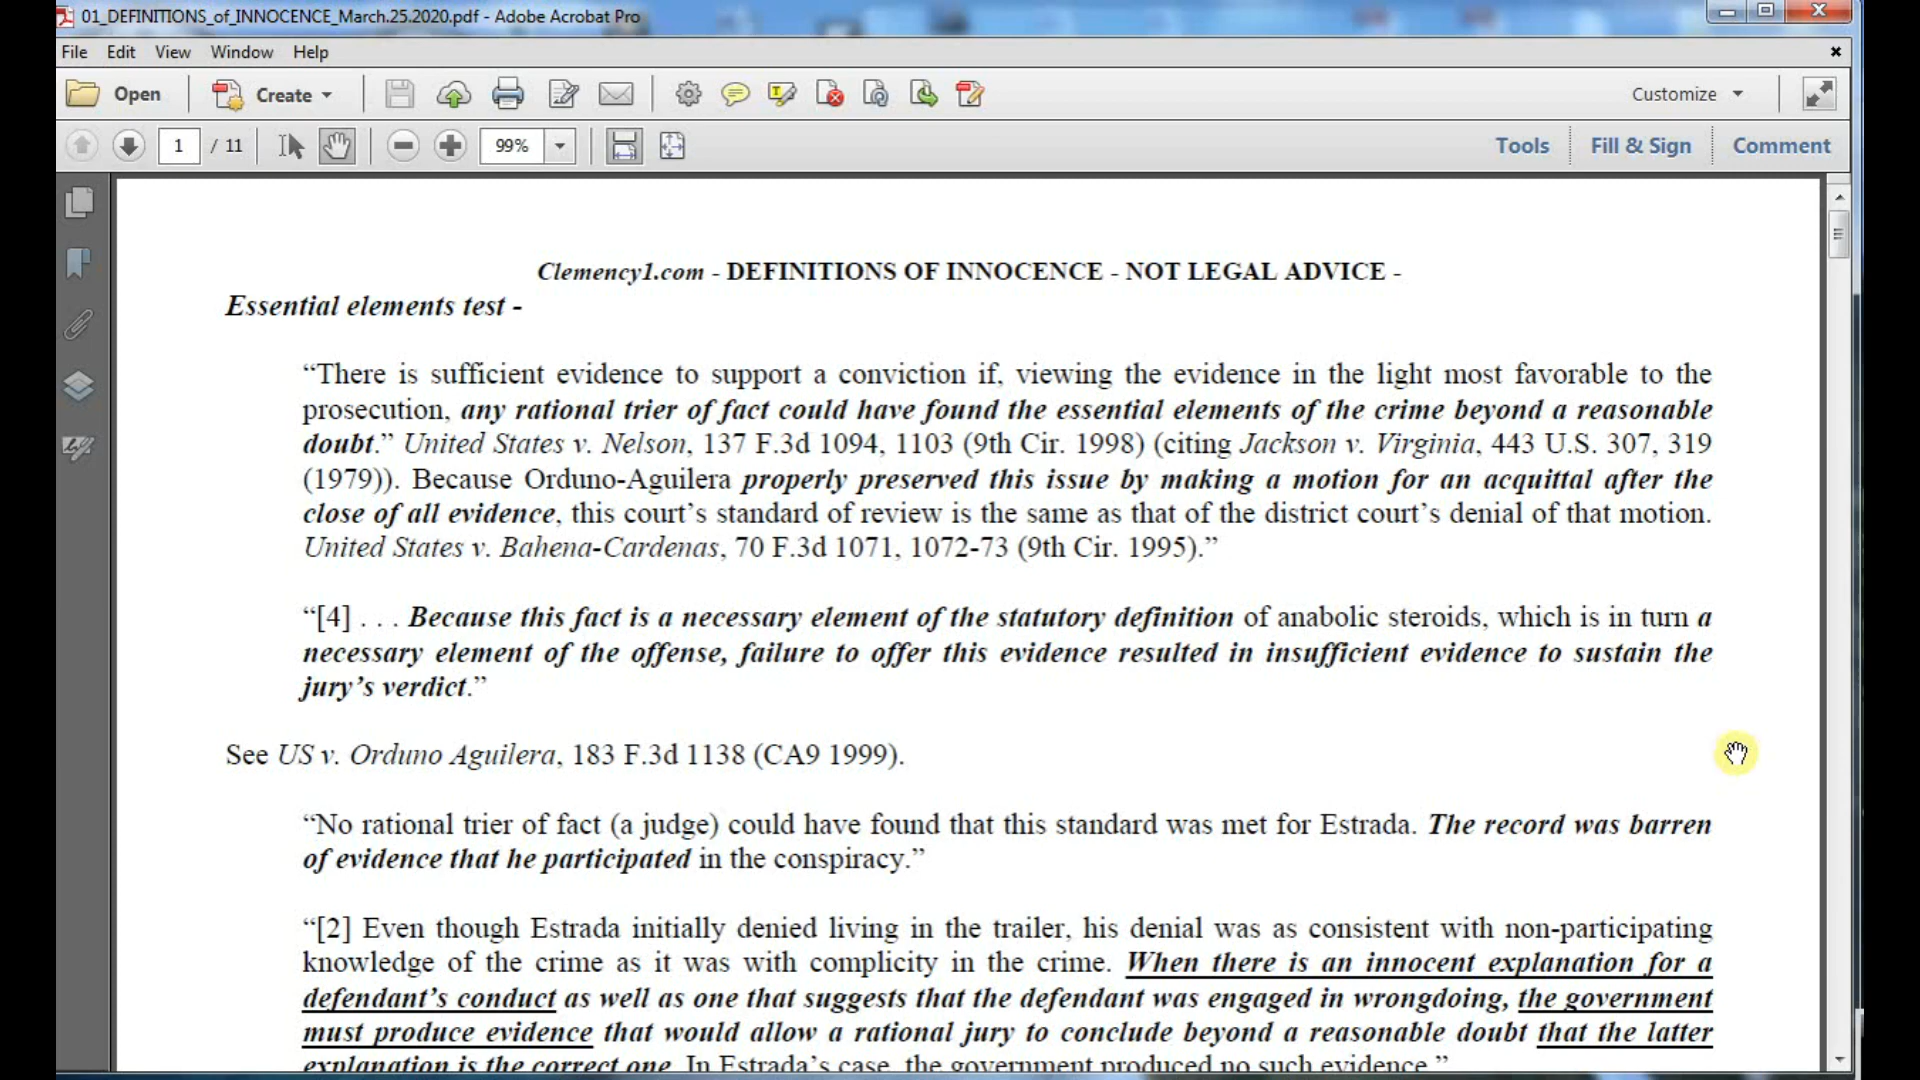 01_DEFINITIONS_of_INNOCENCE_March.25.2020.pdf - Adobe Acrobat Pro
File Edit View Window Help
Open Create Customize
1 / 11 99% Tools Fill & Sign Comment
Clemency1.com - DEFINITIONS OF INNOCENCE - NOT LEGAL ADVICE -
Essential elements test -
“There is sufficient evidence to support a conviction if, viewing the evidence in the light most favorable to the
prosecution, any rational trier of fact could have found the essential elements of the crime beyond a reasonable
doubt.” United States v. Nelson, 137 F.3d 1094, 1103 (9th Cir. 1998) (citing Jackson v. Virginia, 443 U.S. 307, 319
(1979)). Because Orduno-Aguilera properly preserved this issue by making a motion for an acquittal after the
close of all evidence, this court’s standard of review is the same as that of the district court’s denial of that motion.
United States v. Bahena-Cardenas, 70 F.3d 1071, 1072-73 (9th Cir. 1995).”
“[4] . . . Because this fact is a necessary element of the statutory definition of anabolic steroids, which is in turn a
necessary element of the offense, failure to offer this evidence resulted in insufficient evidence to sustain the
jury’s verdict.”
See US v. Orduno Aguilera, 183 F.3d 1138 (CA9 1999).
“No rational trier of fact (a judge) could have found that this standard was met for Estrada. The record was barren
of evidence that he participated in the conspiracy.”
“[2] Even though Estrada initially denied living in the trailer, his denial was as consistent with non-participating
knowledge of the crime as it was with complicity in the crime. When there is an innocent explanation for a
defendant’s conduct as well as one that suggests that the defendant was engaged in wrongdoing, the government
must produce evidence that would allow a rational jury to conclude beyond a reasonable doubt that the latter
explanation is the correct one. In Estrada’s case, the government produced no such evidence.”